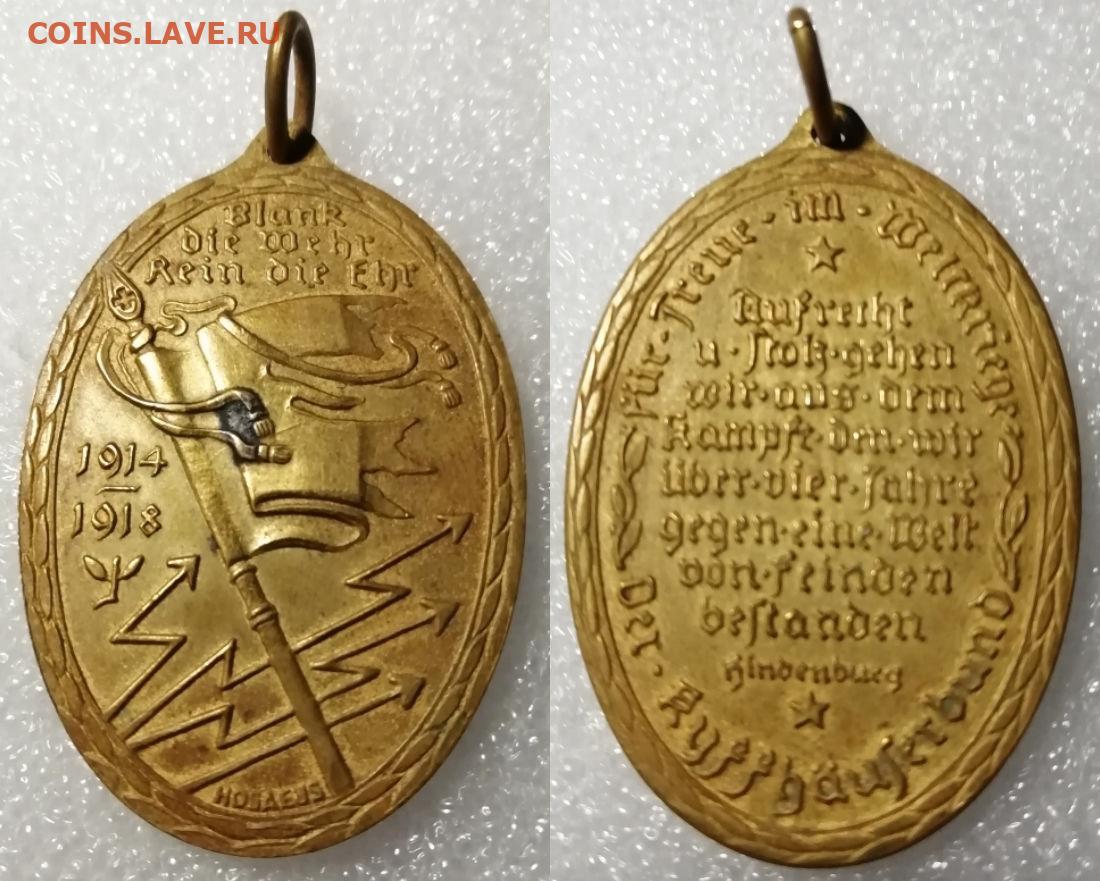 COINS.LAVE.RU
Blank
die Wehr
Rein die Ehr
1914
1918
HOSAEUS
Für · Treue · im · Weltkriege
Aufrecht
u · stolz · gehen
wir · aus · dem
Kampfe · den · wir
über · vier · Jahre
gegen · eine · Welt
von · Feinden
bestanden
Hindenburg
Der · Kyffhäuserbund